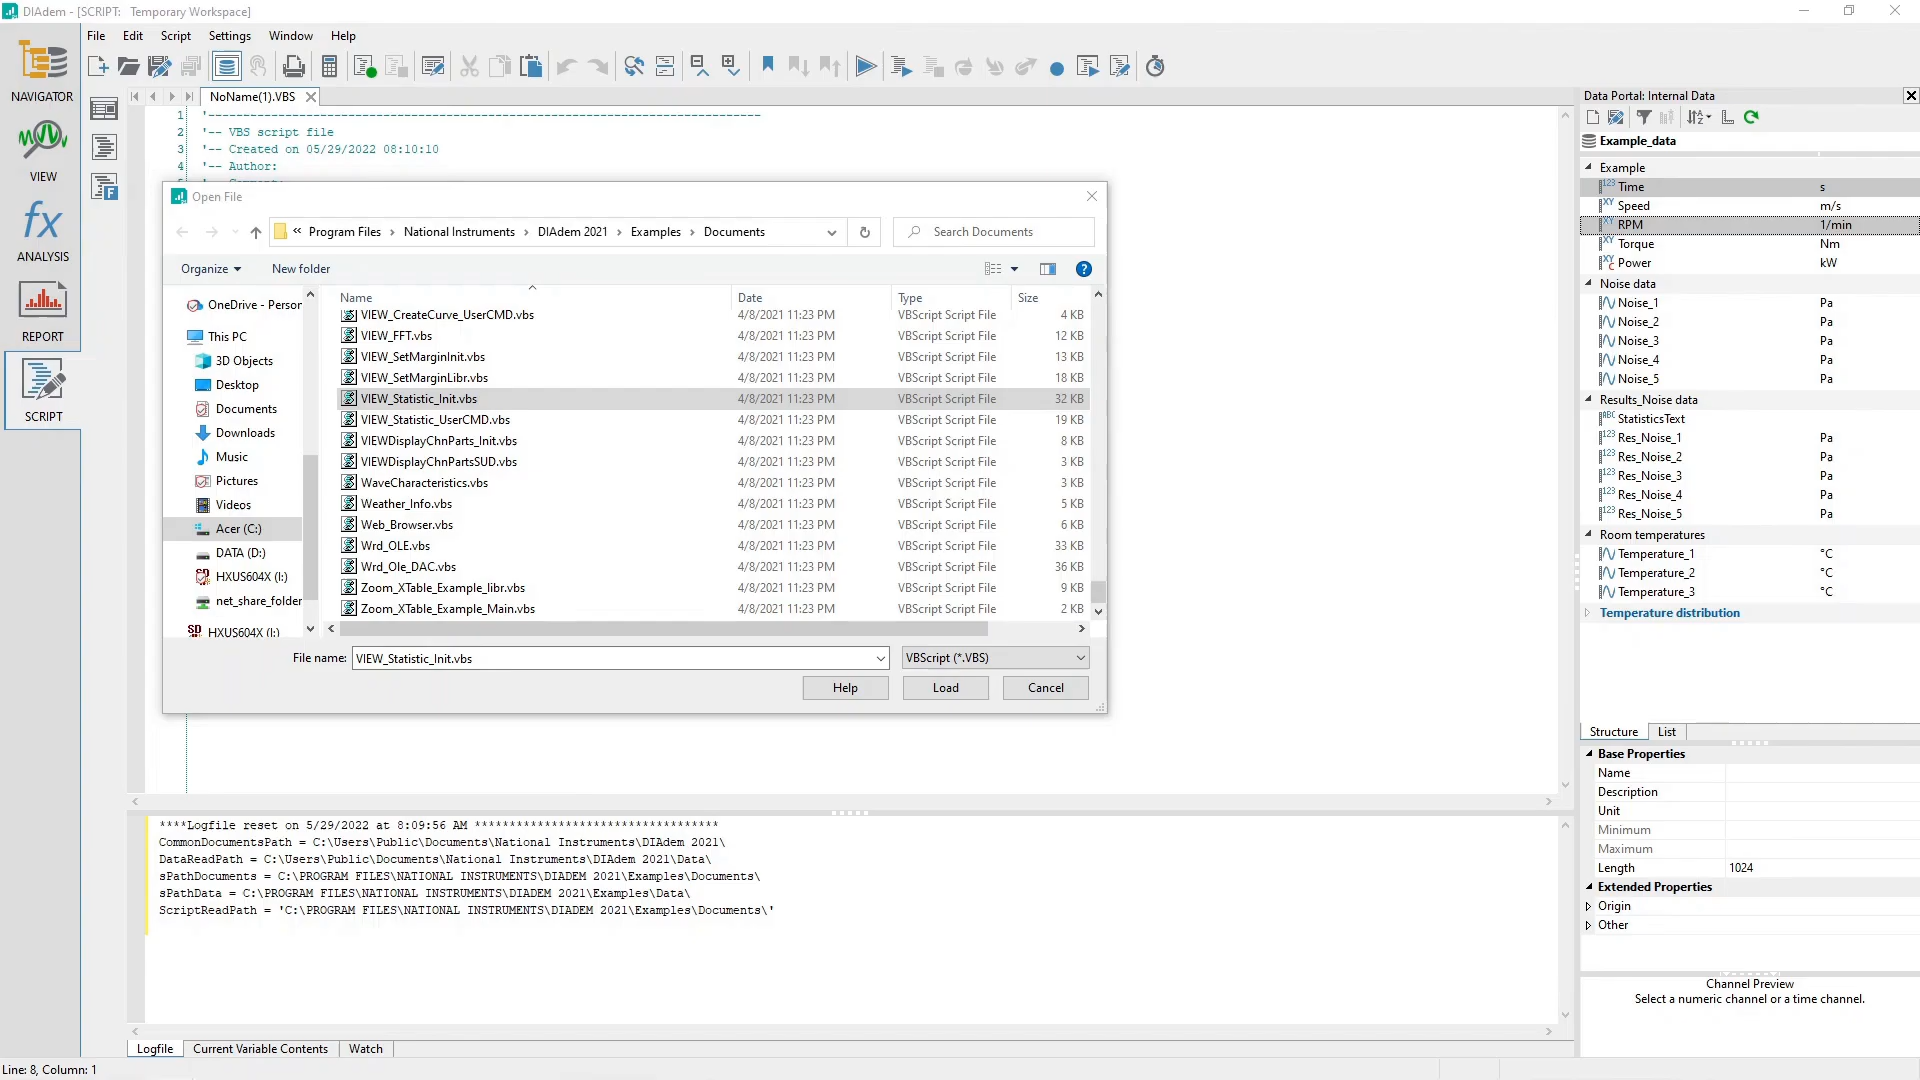 DIAdem - [SCRIPT:   Temporary Workspace]
File Edit Script Settings Window Help
NAVIGATOR
VIEW
ANALYSIS
REPORT
SCRIPT
NoName(1).VBS
1 '-------------------------------------------------------------------------------
2 '-- VBS script file
3 '-- Created on 05/29/2022 08:10:10
4 '-- Author:
Open File
« Program Files › National Instruments › DIAdem 2021 › Examples › Documents
Search Documents
Organize New folder
OneDrive - Person
This PC
3D Objects
Desktop
Documents
Downloads
Music
Pictures
Videos
Acer (C:)
DATA (D:)
HXUS604X (I:)
net_share_folder
HXUS604X (I:)
Name Date Type Size
VIEW_CreateCurve_UserCMD.vbs 4/8/2021 11:23 PM VBScript Script File 4 KB
VIEW_FFT.vbs 4/8/2021 11:23 PM VBScript Script File 12 KB
VIEW_SetMarginInit.vbs 4/8/2021 11:23 PM VBScript Script File 13 KB
VIEW_SetMarginLibr.vbs 4/8/2021 11:23 PM VBScript Script File 18 KB
VIEW_Statistic_Init.vbs 4/8/2021 11:23 PM VBScript Script File 32 KB
VIEW_Statistic_UserCMD.vbs 4/8/2021 11:23 PM VBScript Script File 19 KB
VIEWDisplayChnParts_Init.vbs 4/8/2021 11:23 PM VBScript Script File 8 KB
VIEWDisplayChnPartsSUD.vbs 4/8/2021 11:23 PM VBScript Script File 3 KB
WaveCharacteristics.vbs 4/8/2021 11:23 PM VBScript Script File 3 KB
Weather_Info.vbs 4/8/2021 11:23 PM VBScript Script File 5 KB
Web_Browser.vbs 4/8/2021 11:23 PM VBScript Script File 6 KB
Wrd_OLE.vbs 4/8/2021 11:23 PM VBScript Script File 33 KB
Wrd_Ole_DAC.vbs 4/8/2021 11:23 PM VBScript Script File 36 KB
Zoom_XTable_Example_libr.vbs 4/8/2021 11:23 PM VBScript Script File 9 KB
Zoom_XTable_Example_Main.vbs 4/8/2021 11:23 PM VBScript Script File 2 KB
File name: VIEW_Statistic_Init.vbs VBScript (*.VBS)
Help Load Cancel
****Logfile reset on 5/29/2022 at 8:09:56 AM ***********************************
CommonDocumentsPath = C:\Users\Public\Documents\National Instruments\DIAdem 2021\
DataReadPath = C:\Users\Public\Documents\National Instruments\DIAdem 2021\Data\
sPathDocuments = C:\PROGRAM FILES\NATIONAL INSTRUMENTS\DIADEM 2021\Examples\Documents\
sPathData = C:\PROGRAM FILES\NATIONAL INSTRUMENTS\DIADEM 2021\Examples\Data\
ScriptReadPath = 'C:\PROGRAM FILES\NATIONAL INSTRUMENTS\DIADEM 2021\Examples\Documents\'
Logfile Current Variable Contents Watch
Line: 8, Column: 1
Data Portal: Internal Data
Example_data
Example
Time s
Speed m/s
RPM 1/min
Torque Nm
Power kW
Noise data
Noise_1 Pa
Noise_2 Pa
Noise_3 Pa
Noise_4 Pa
Noise_5 Pa
Results_Noise data
StatisticsText
Res_Noise_1 Pa
Res_Noise_2 Pa
Res_Noise_3 Pa
Res_Noise_4 Pa
Res_Noise_5 Pa
Room temperatures
Temperature_1 °C
Temperature_2 °C
Temperature_3 °C
Temperature distribution
Structure List
Base Properties
Name
Description
Unit
Minimum
Maximum
Length 1024
Extended Properties
Origin
Other
Channel Preview
Select a numeric channel or a time channel.